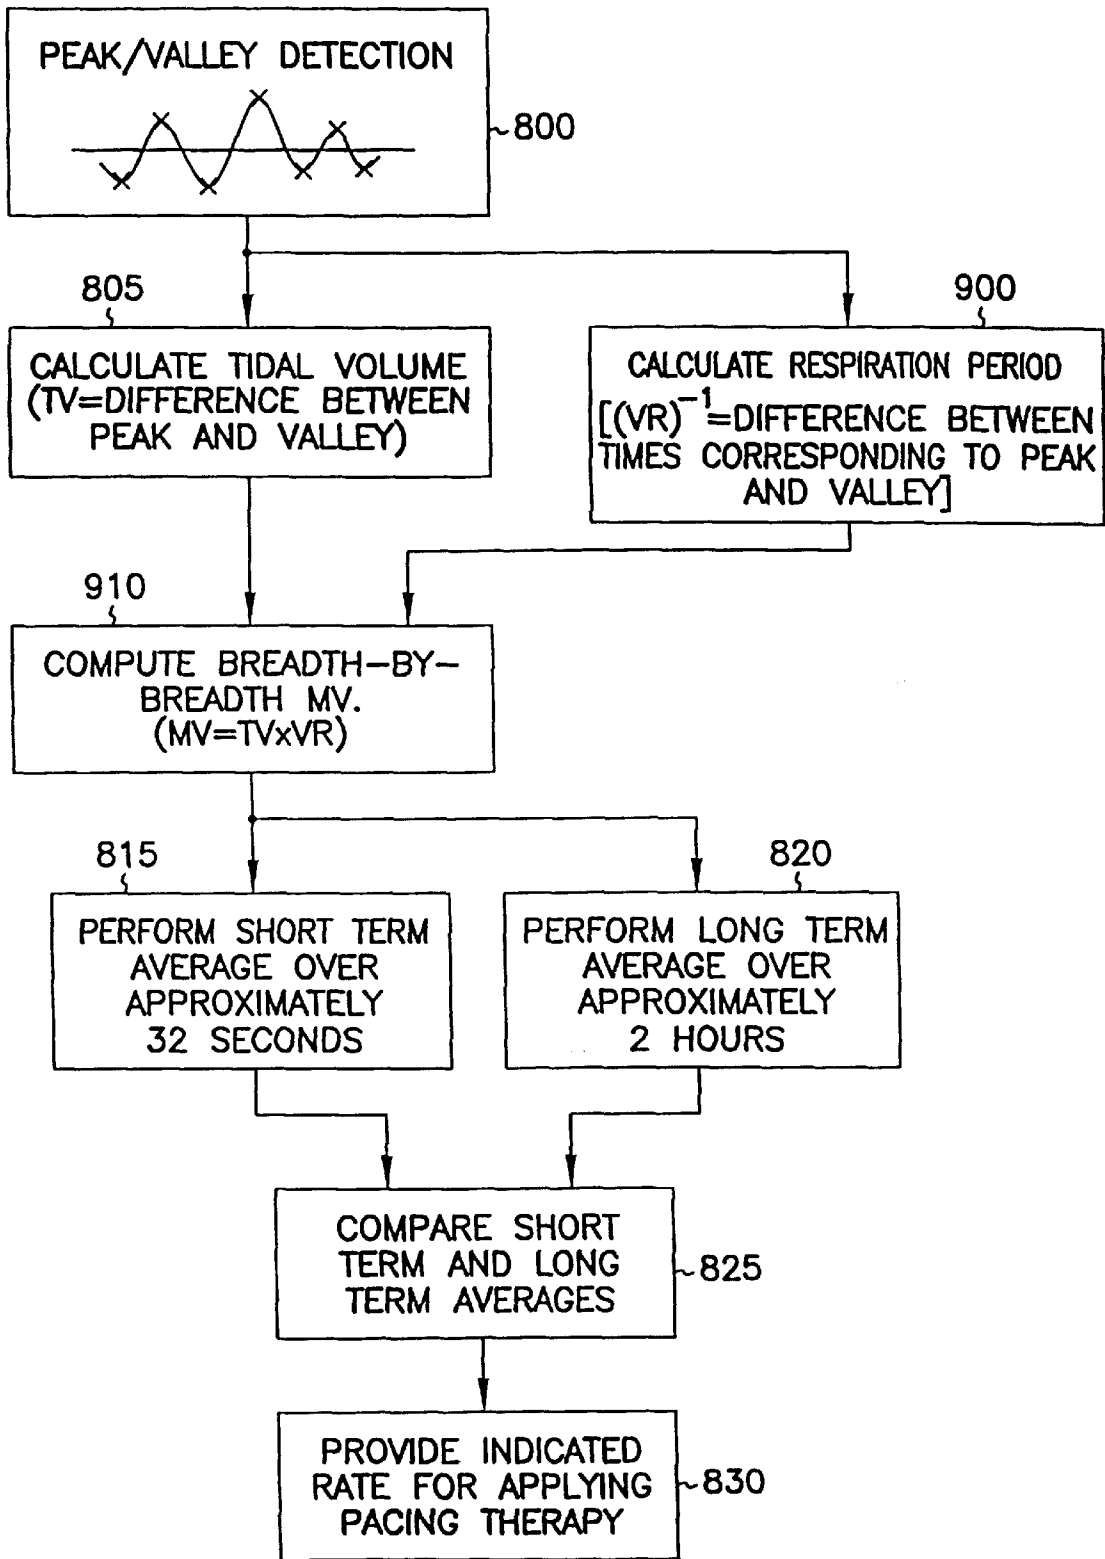 PEAK/VALLEY DETECTION
800
805
CALCULATE TIDAL VOLUME
(TV=DIFFERENCE BETWEEN
PEAK AND VALLEY)
900
CALCULATE RESPIRATION PERIOD
[(VR)⁻¹=DIFFERENCE BETWEEN
TIMES CORRESPONDING TO PEAK
AND VALLEY]
910
COMPUTE BREADTH-BY-
BREADTH MV.
(MV=TVxVR)
815
PERFORM SHORT TERM
AVERAGE OVER
APPROXIMATELY
32 SECONDS
820
PERFORM LONG TERM
AVERAGE OVER
APPROXIMATELY
2 HOURS
COMPARE SHORT
TERM AND LONG
TERM AVERAGES
825
PROVIDE INDICATED
RATE FOR APPLYING
PACING THERAPY
830